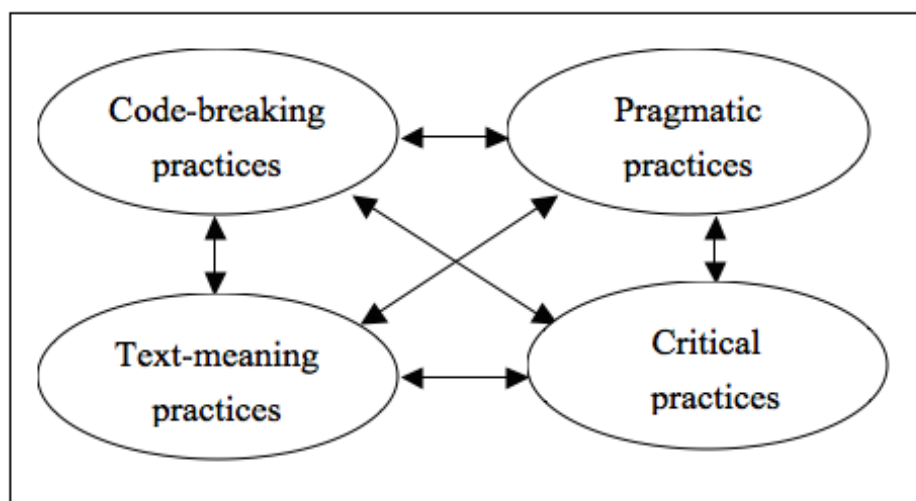 Code-breaking
practices
Pragmatic
practices
Text-meaning
practices
Critical
practices